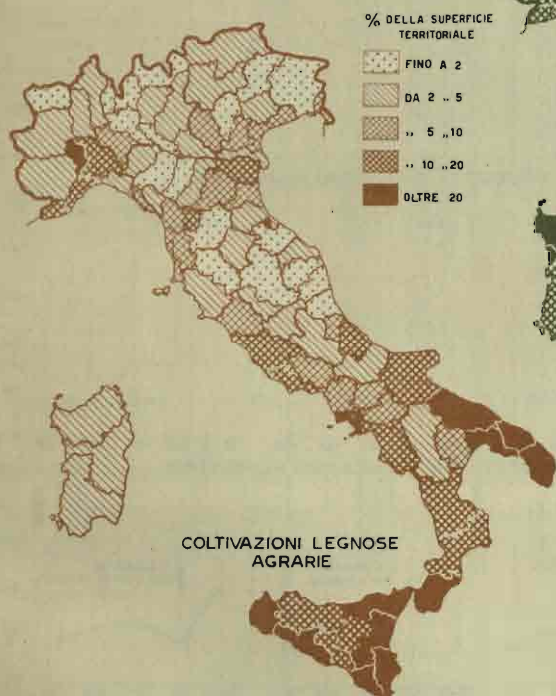 % DELLA SUPERFICIE
TERRITORIALE
FINO A 2
DA 2 ,, 5
,, 5 ,, 10
,, 10 ,, 20
OLTRE 20
COLTIVAZIONI LEGNOSE
AGRARIE